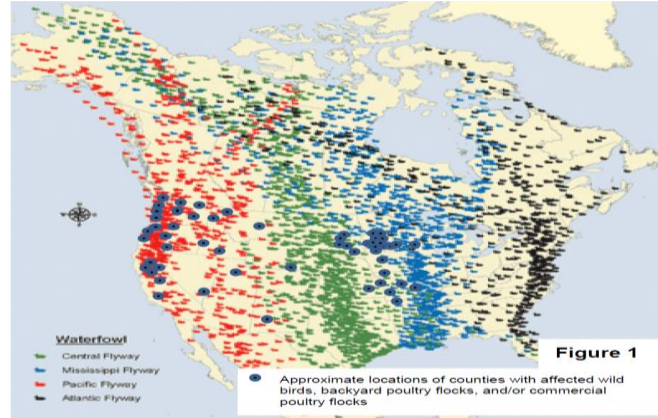 Waterfowl
Central Flyway
Mississippi Flyway
Pacific Flyway
Atlantic Flyway
Figure 1
Approximate locations of counties with affected wild
birds, backyard poultry flocks, and/or commercial
poultry flocks